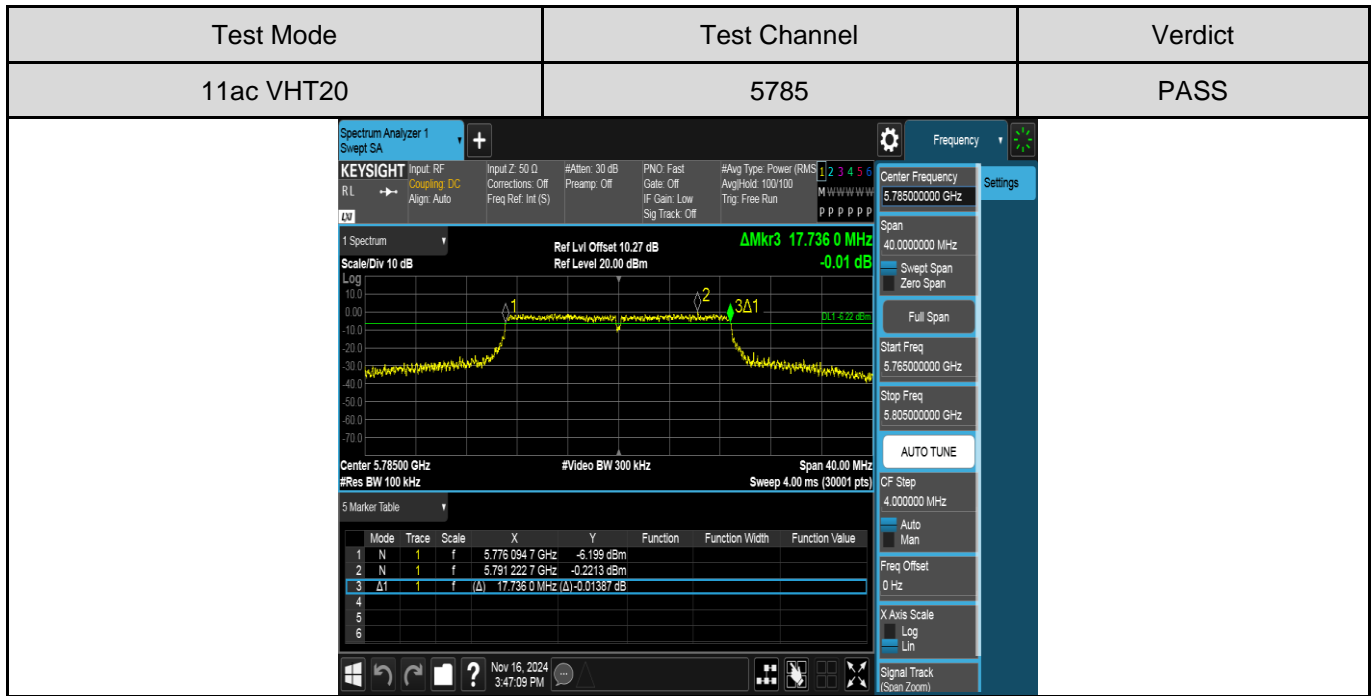 Test Mode Test Channel Verdict
11ac VHT20 5785 PASS
Spectrum Analyzer 1
Swept SA
+
Frequency
KEYSIGHT Input: RF Input Z: 50 Ω #Atten: 30 dB PNO: Fast #Avg Type: Power (RMS 1 2 3 4 5 6
RL Coupling: DC Corrections: Off Preamp: Off Gate: Off Avg|Hold: 100/100 M W W W W W
Align: Auto Freq Ref: Int (S) IF Gain: Low Trig: Free Run
LXI Sig Track: Off P P P P P P
Center Frequency
5.785000000 GHz
Settings
Span
40.0000000 MHz
Swept Span
Zero Span
Full Span
Start Freq
5.765000000 GHz
Stop Freq
5.805000000 GHz
AUTO TUNE
CF Step
4.000000 MHz
Auto
Man
Freq Offset
0 Hz
X Axis Scale
Log
Lin
Signal Track
(Span Zoom)
1 Spectrum Ref Lvl Offset 10.27 dB ΔMkr3 17.736 0 MHz
Scale/Div 10 dB Ref Level 20.00 dBm -0.01 dB
Log
10.0
0.00
-10.0
-20.0
-30.0
-40.0
-50.0
-60.0
-70.0
1 2 3Δ1
DL1 -6.22 dBm
Center 5.78500 GHz #Video BW 300 kHz Span 40.00 MHz
#Res BW 100 kHz Sweep 4.00 ms (30001 pts)
5 Marker Table
Mode Trace Scale X Y Function Function Width Function Value
1 N 1 f 5.776 094 7 GHz -6.199 dBm
2 N 1 f 5.791 222 7 GHz -0.2213 dBm
3 Δ1 1 f (Δ) 17.736 0 MHz (Δ) -0.01387 dB
4
5
6
? Nov 16, 2024
3:47:09 PM